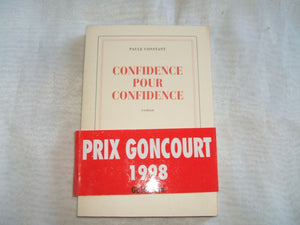 PAULE CONSTANT
CONFIDENCE
POUR
CONFIDENCE
roman
PRIX GONCOURT
1998